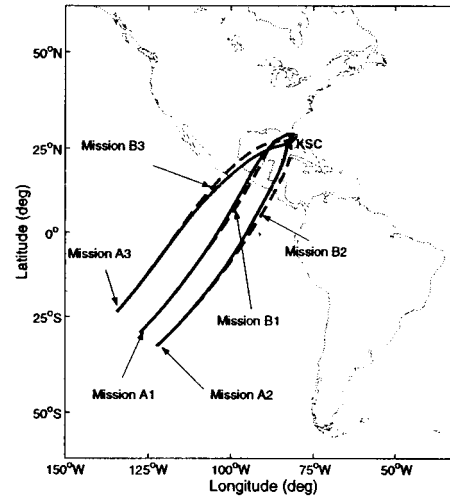 50°N
KSC
Mission B3
25°N
Latitude (deg)
0°
Mission B2
Mission A3
Mission B1
25°S
Mission A1
Mission A2
50°S
150°W
125°W
100°W
75°W
50°W
Longitude (deg)